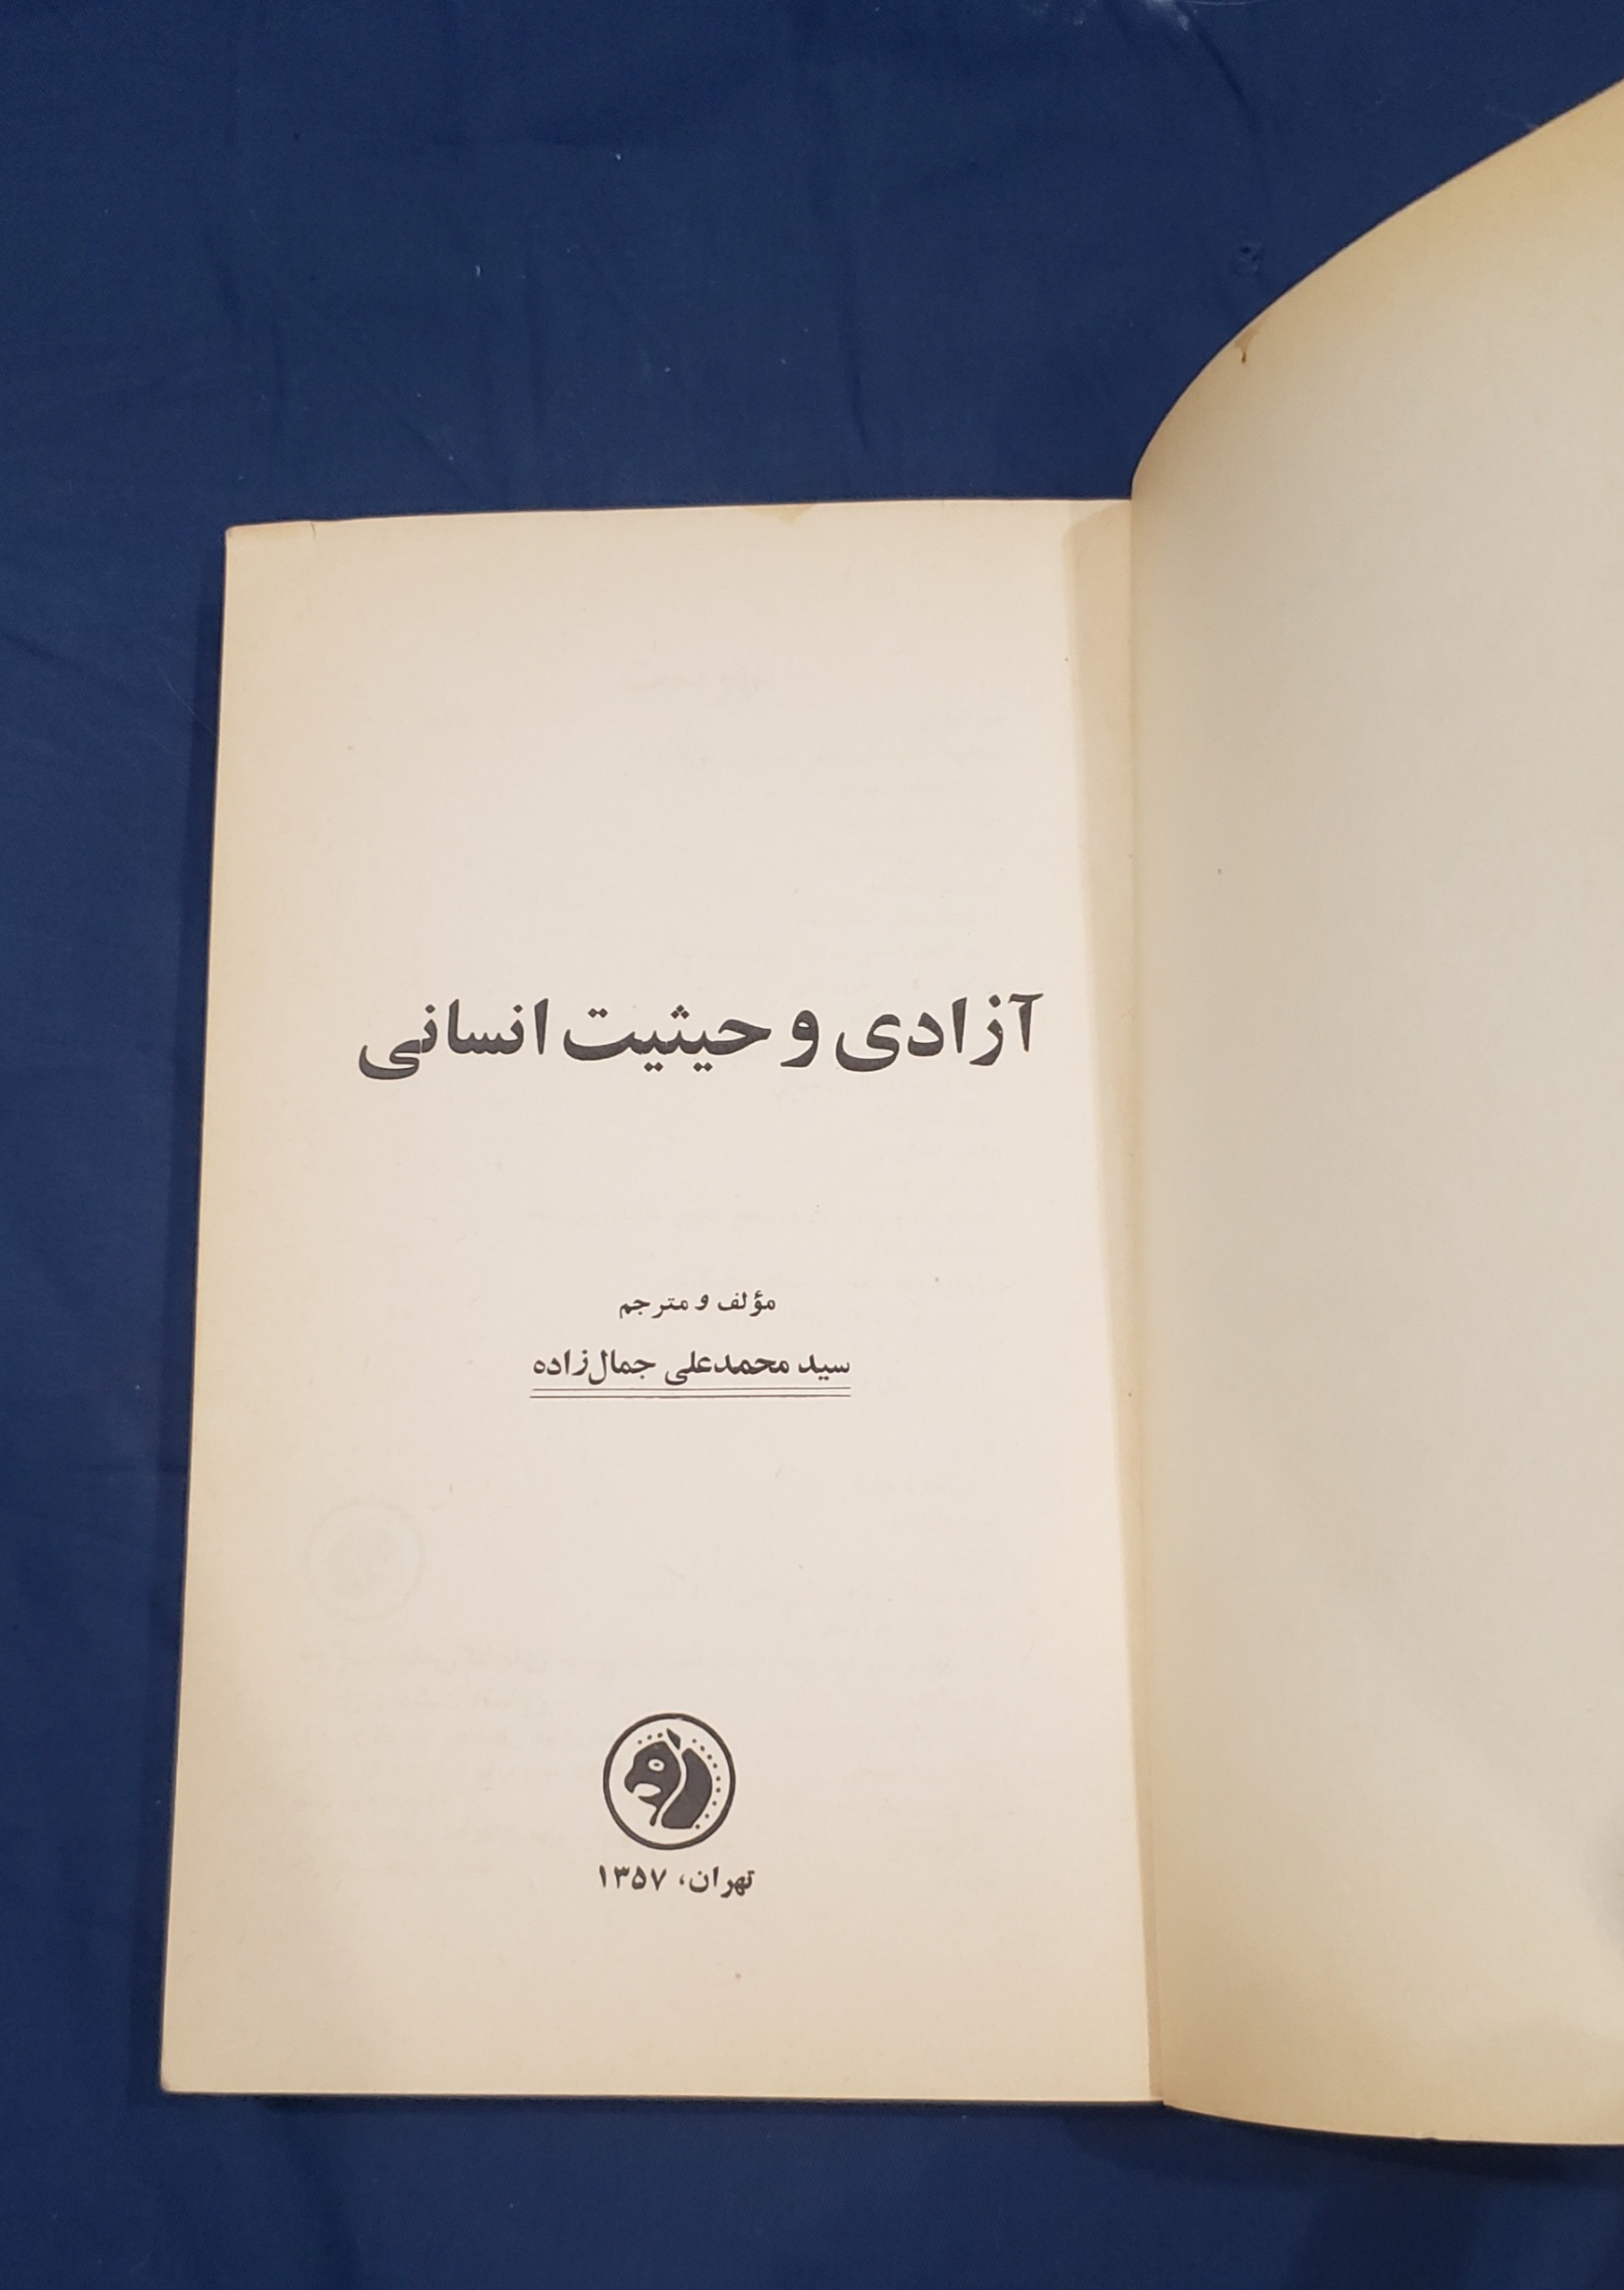 آزادی و حیثیت انسانی
مؤلف و مترجم
سید محمدعلی جمال‌زاده
تهران، ۱۳۵۷